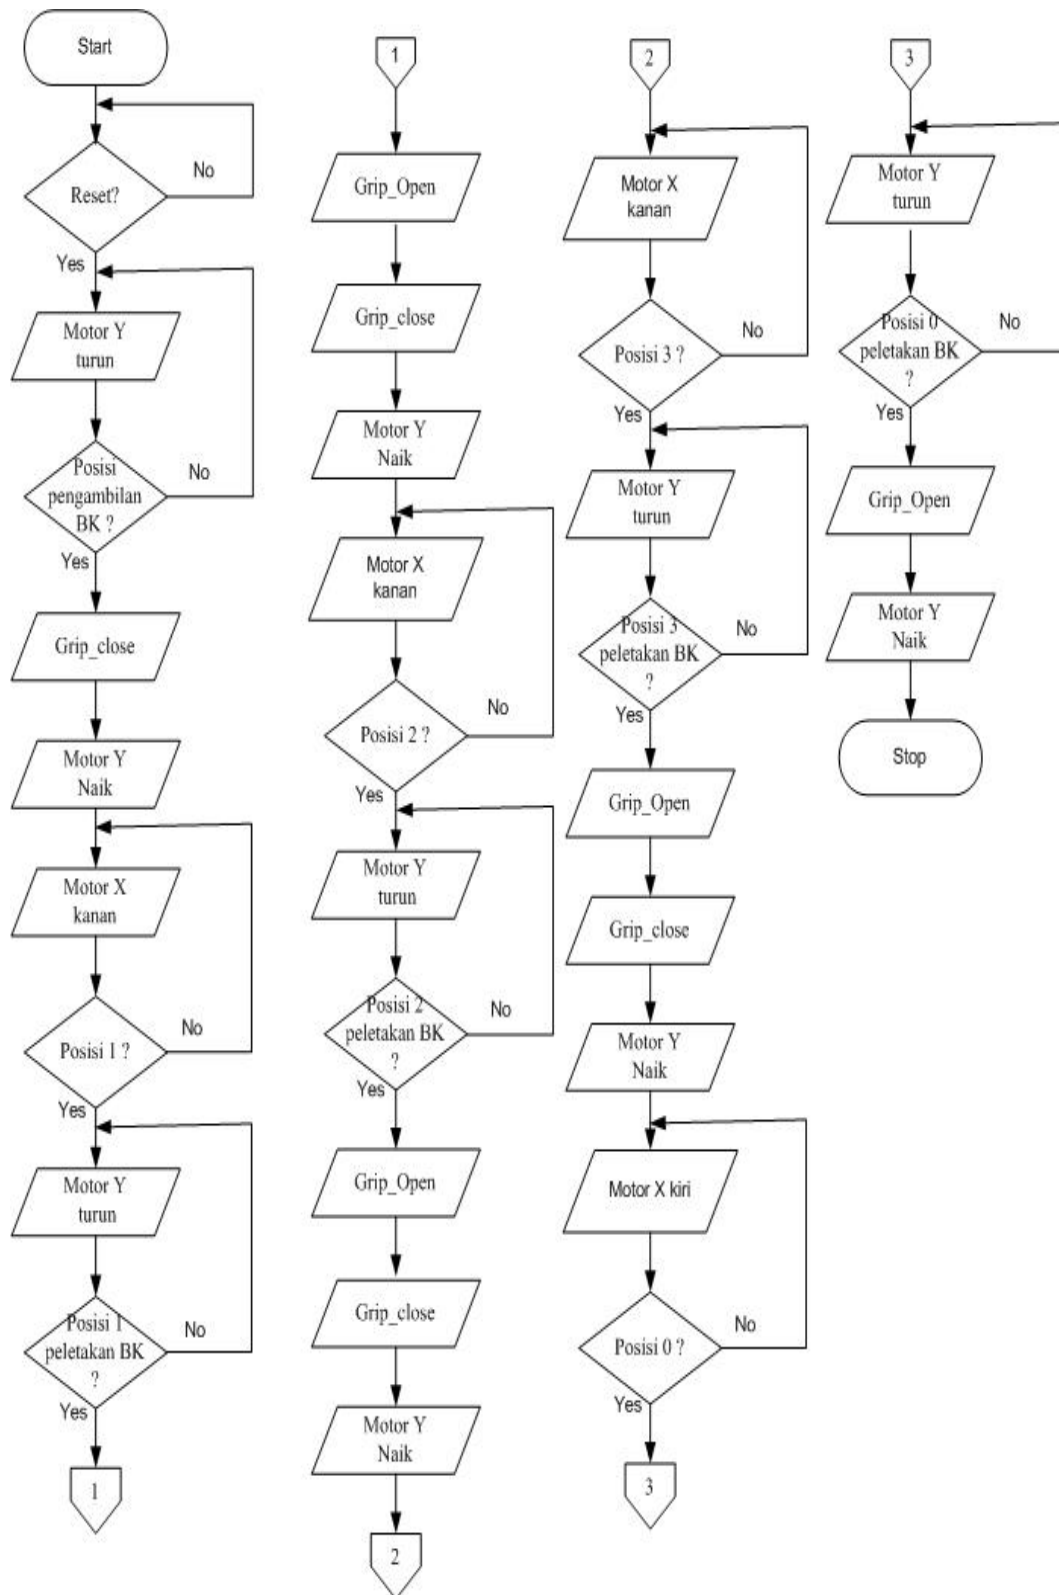 Start
Reset?
No
Yes
Motor Y
turun
Posisi
pengambilan
BK ?
No
Yes
Grip_close
Motor Y
Naik
Motor X
kanan
Posisi 1 ?
No
Yes
Motor Y
turun
Posisi 1
peletakan BK
?
No
Yes
1
1
Grip_Open
Grip_close
Motor Y
Naik
Motor X
kanan
Posisi 2 ?
No
Yes
Motor Y
turun
Posisi 2
peletakan BK
?
No
Yes
Grip_Open
Grip_close
Motor Y
Naik
2
2
Motor X
kanan
Posisi 3 ?
No
Yes
Motor Y
turun
Posisi 3
peletakan BK
?
No
Yes
Grip_Open
Grip_close
Motor Y
Naik
Motor X kiri
Posisi 0 ?
No
Yes
3
3
Motor Y
turun
Posisi 0
peletakan BK
?
No
Yes
Grip_Open
Motor Y
Naik
Stop